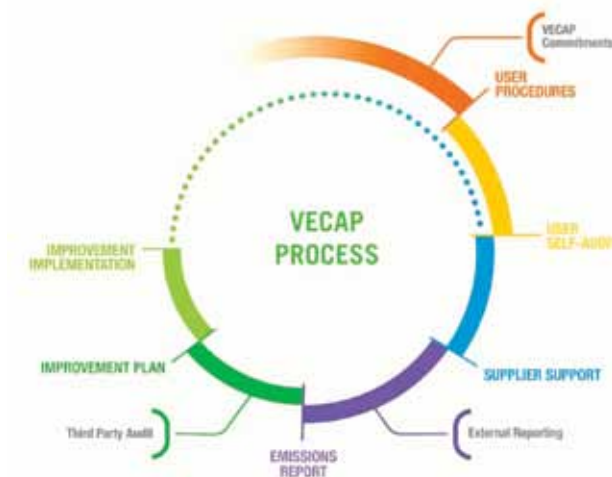 VECAP
Commitments
USER
PROCEDURES
VECAP
PROCESS
USER
SELF-AUDI
IMPROVEMENT
IMPLEMENTATION
IMPROVEMENT PLAN
SUPPLIER SUPPORT
Third Party Audit
External Reporting
EMISSIONS
REPORT